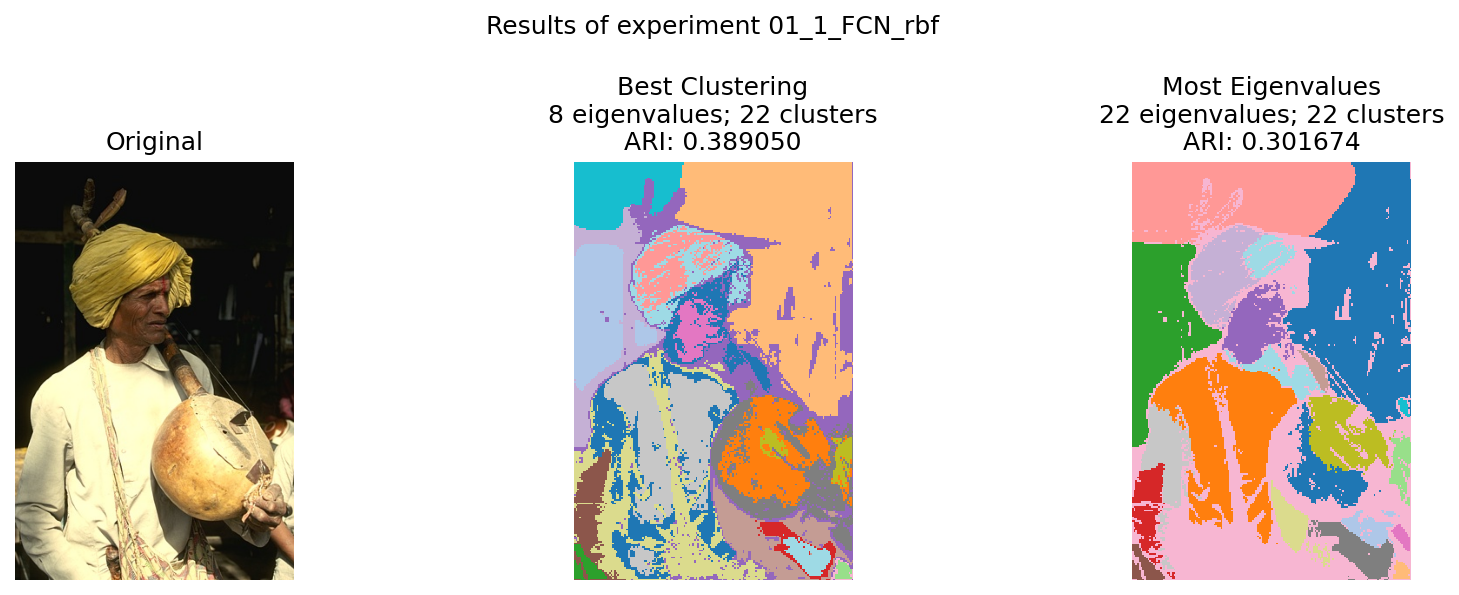 Results of experiment 01_1_FCN_rbf
Original
Best Clustering
8 eigenvalues; 22 clusters
ARI: 0.389050
Most Eigenvalues
22 eigenvalues; 22 clusters
ARI: 0.301674